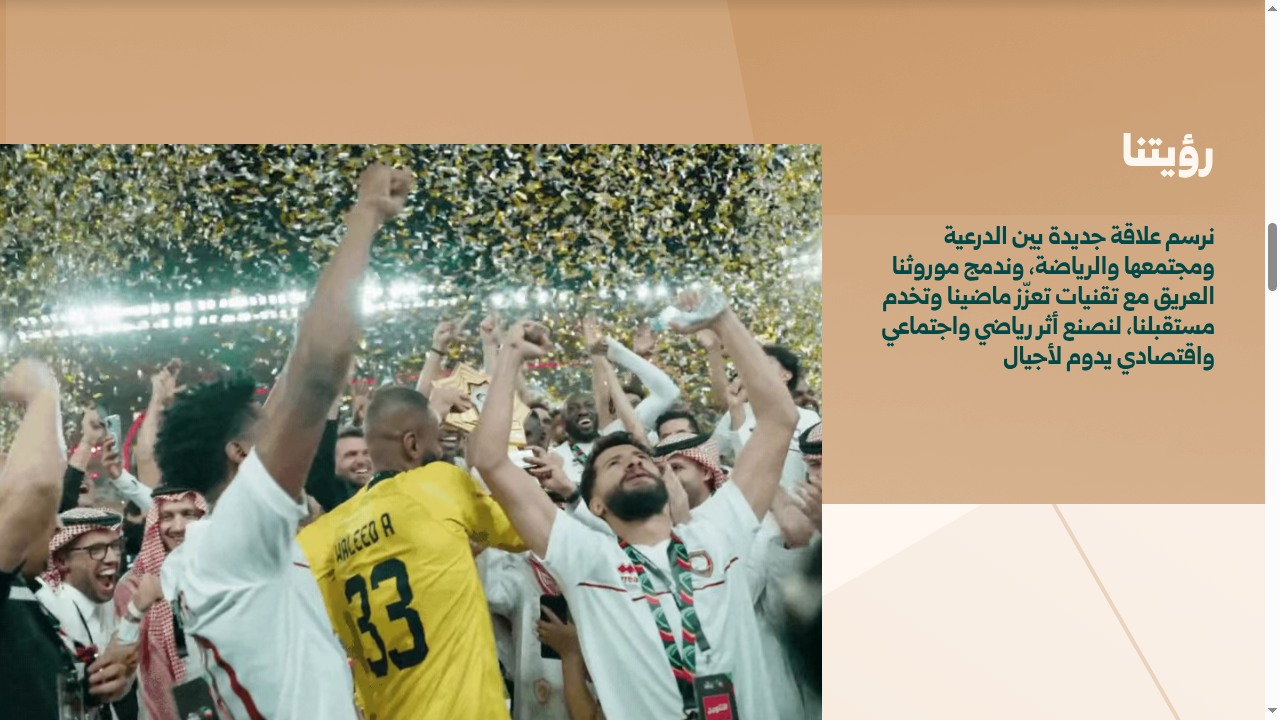 رؤيتنا
نرسم علاقة جديدة بين الدرعية
ومجتمعها والرياضة، وندمج موروثنا
العريق مع تقنيات تعزّز ماضينا وتخدم
مستقبلنا، لنصنع أثر رياضي واجتماعي
واقتصادي يدوم لأجيال
WALEED A
33